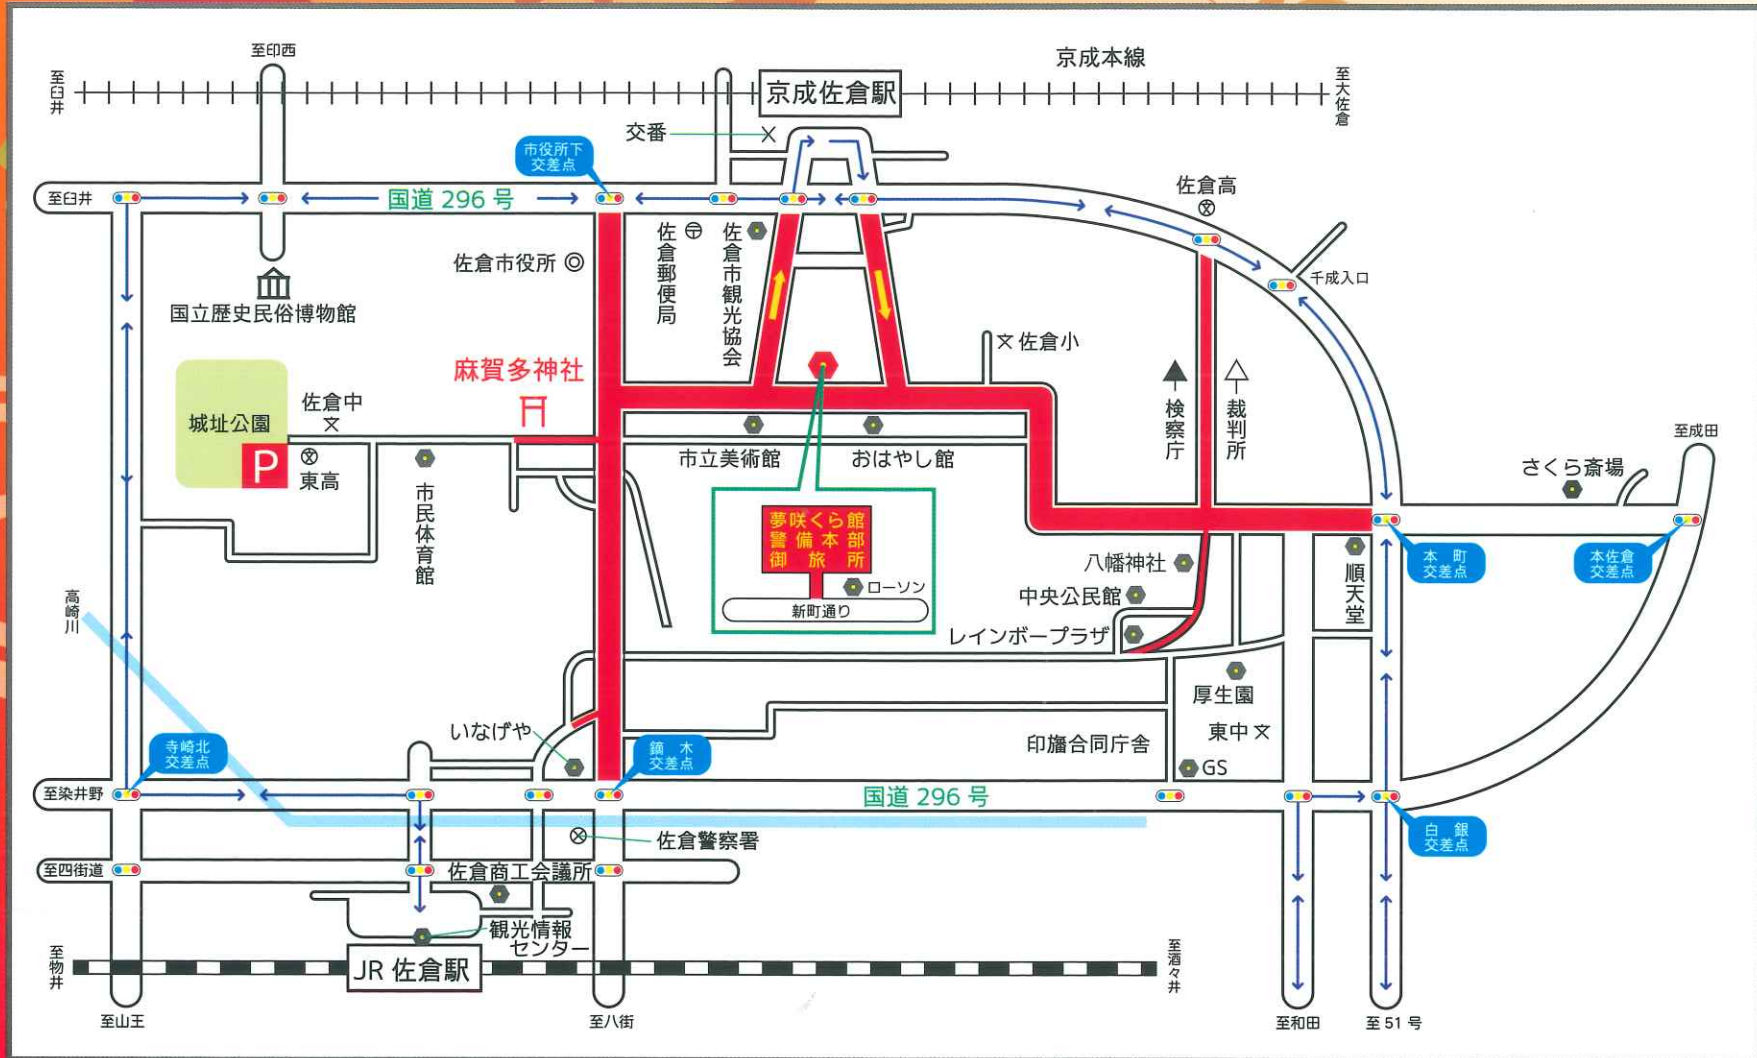 至印西
京成本線
至臼井
京成佐倉駅
至大佐倉
交番
市役所下
交差点
佐倉高
至臼井
国道 296 号
千成入口
佐倉市役所
佐倉郵便局
佐倉市観光協会
国立歴史民俗博物館
佐倉小
麻賀多神社
検察庁
裁判所
城址公園
佐倉中
P
東高
市民体育館
市立美術館
おはやし館
さくら斎場
至成田
夢咲くら館
警備本部
御旅所
ローソン
新町通り
八幡神社
中央公民館
レインボープラザ
順天堂
本町
交差点
本佐倉
交差点
高崎川
厚生園
東中
印旛合同庁舎
GS
いなげや
寺崎北
交差点
鏑木
交差点
至染井野
国道 296 号
白銀
交差点
佐倉警察署
至四街道
佐倉商工会議所
観光情報
センター
至物井
JR 佐倉駅
至酒々井
至山王
至八街
至和田
至 51 号